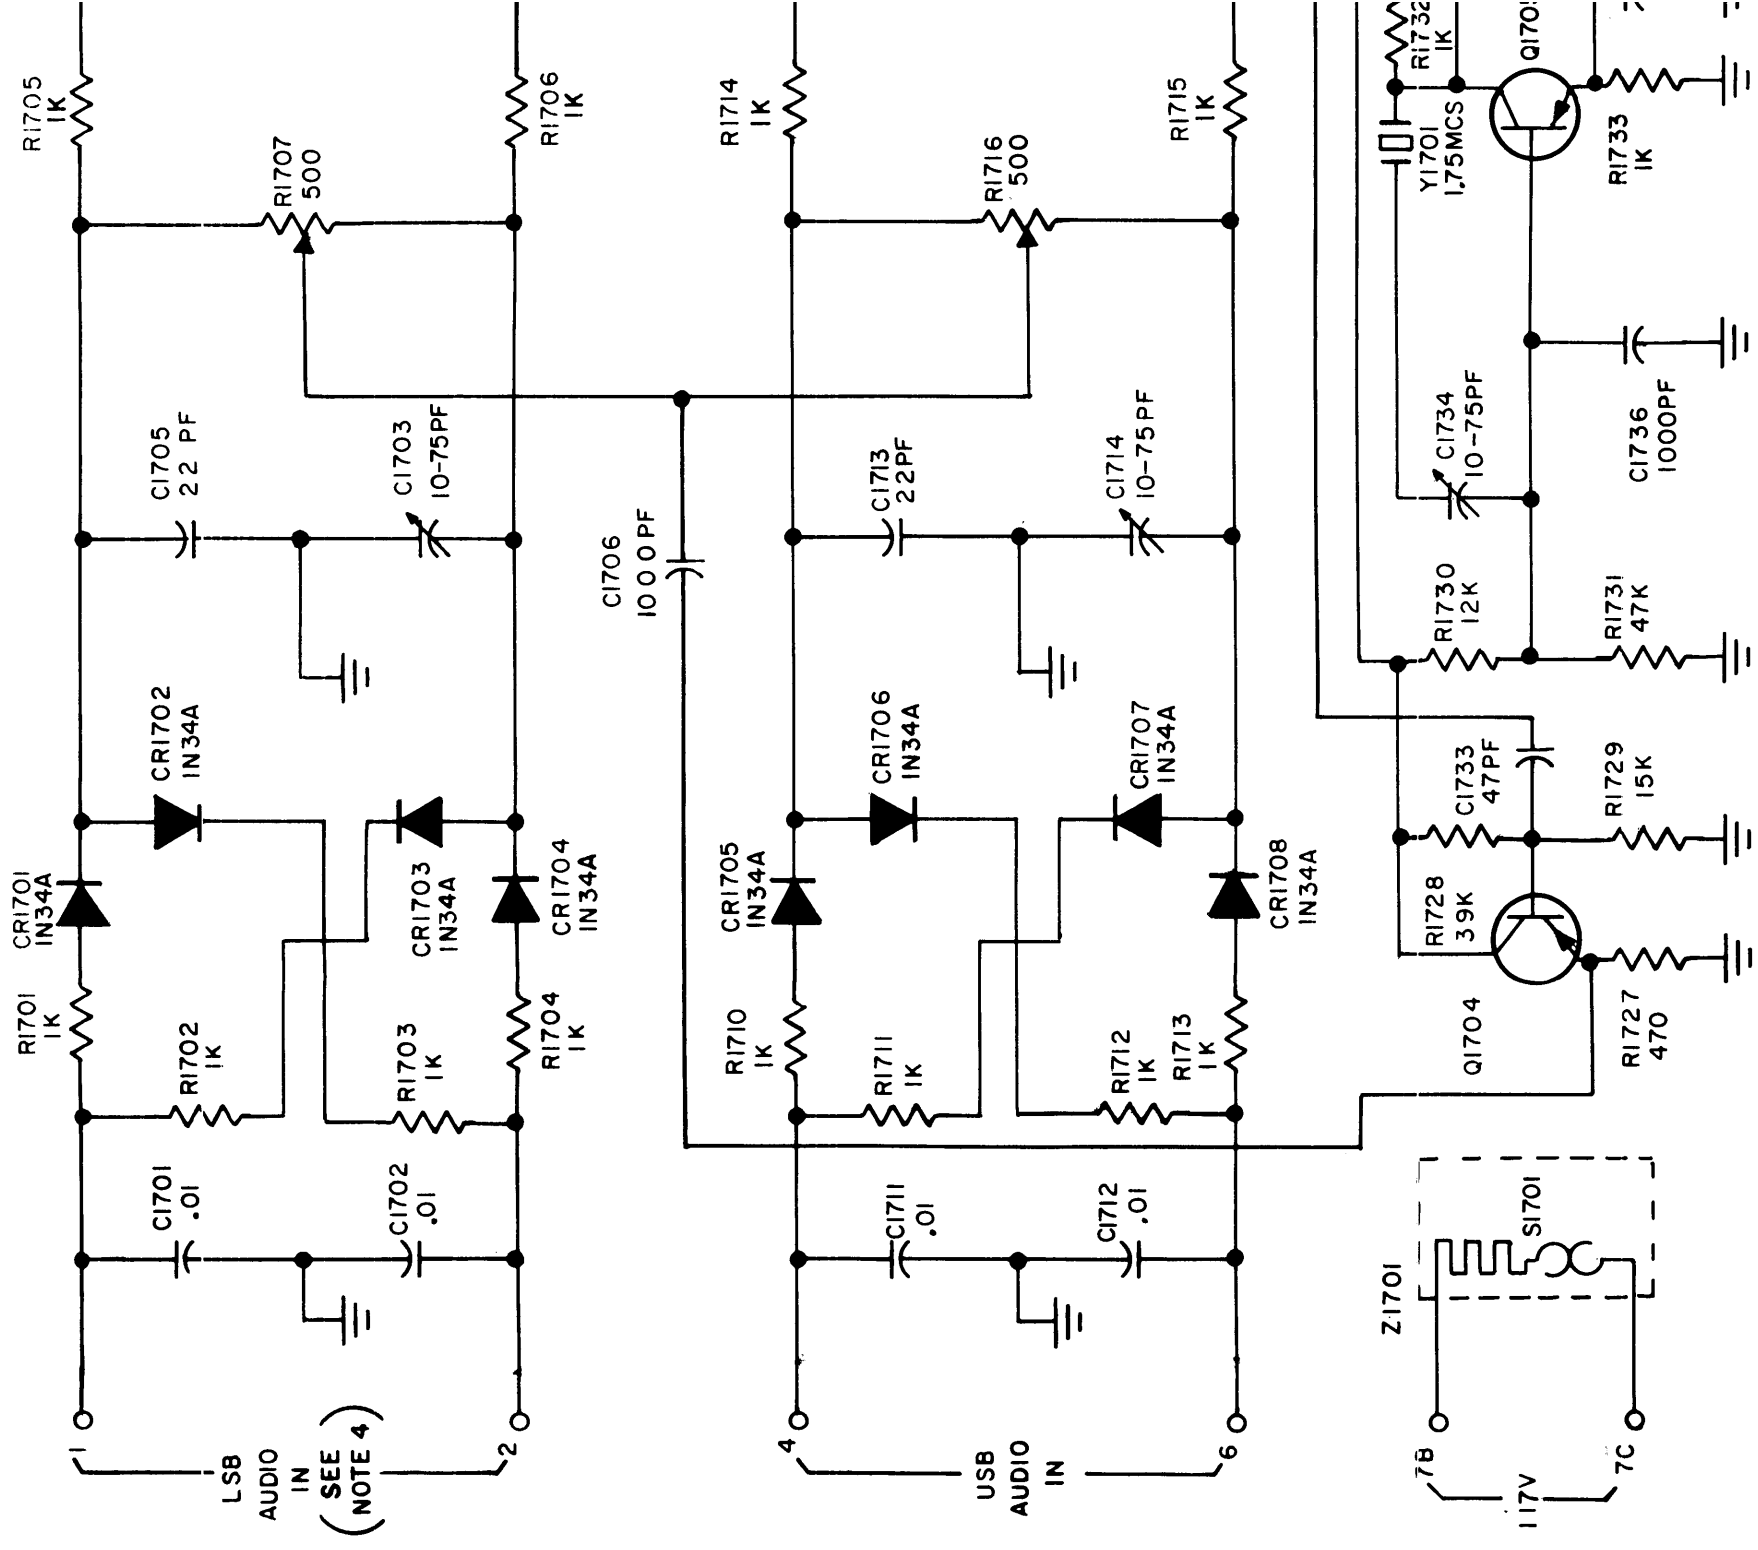 R1705
1K
R1706
1K
R1707
500
R1714
1K
R1715
1K
R1716
500
R1732
1K
Y1701
1.75MCS
R1733
1K
C1705
22 PF
C1703
10-75PF
C1706
1000PF
C1713
22PF
C1714
10-75PF
C1734
10-75PF
C1736
1000PF
R1730
12K
R1731
47K
CR1702
1N34A
CR1701
1N34A
CR1703
1N34A
CR1704
1N34A
CR1706
1N34A
CR1705
1N34A
CR1707
1N34A
CR1708
1N34A
C1733
47PF
R1729
15K
R1728
39K
Q1704
R1727
470
R1701
1K
R1702
1K
R1703
1K
R1704
1K
R1710
1K
R1711
1K
R1712
1K
R1713
1K
C1701
.01
C1702
.01
C1711
.01
C1712
.01
Z1701
S1701
1
LSB
AUDIO
IN
(SEE
NOTE 4)
2
4
USB
AUDIO
IN
6
7B
117V
7C